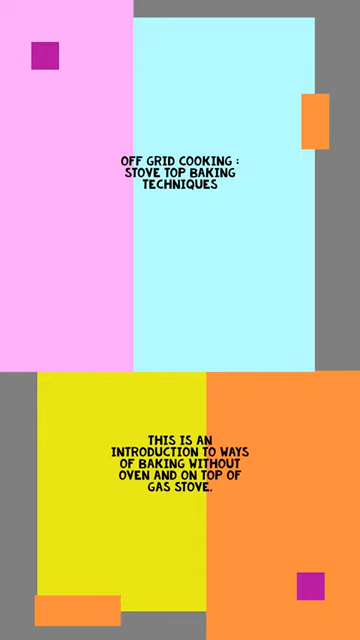 OFF GRID COOKING :
STOVE TOP BAKING
TECHNIQUES
THIS IS AN
INTRODUCTION TO WAYS
OF BAKING WITHOUT
OVEN AND ON TOP OF
GAS STOVE.